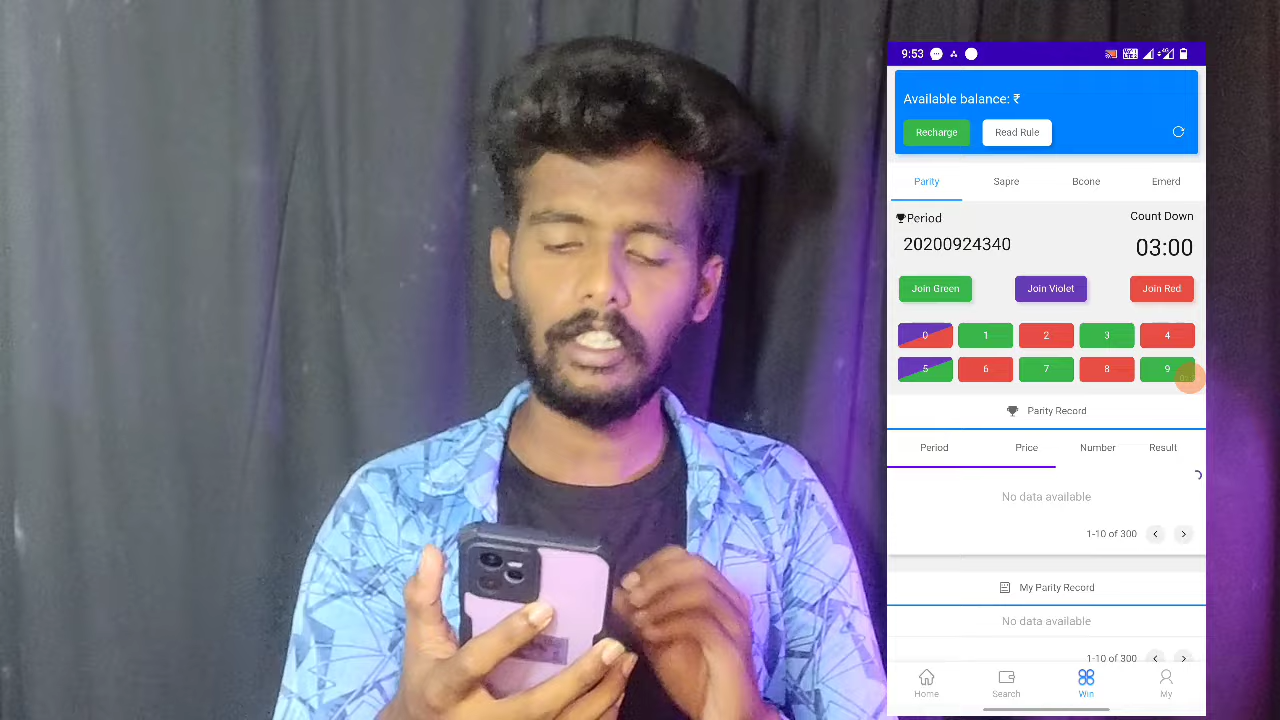 9:53
Available balance: ₹
Recharge Read Rule
Parity Sapre Bcone Emerd
Period Count Down
20200924340 03:00
Join Green Join Violet Join Red
0 1 2 3 4
5 6 7 8 9
Parity Record
Period Price Number Result
No data available
1-10 of 300
My Parity Record
No data available
1-10 of 300
Home Search Win My